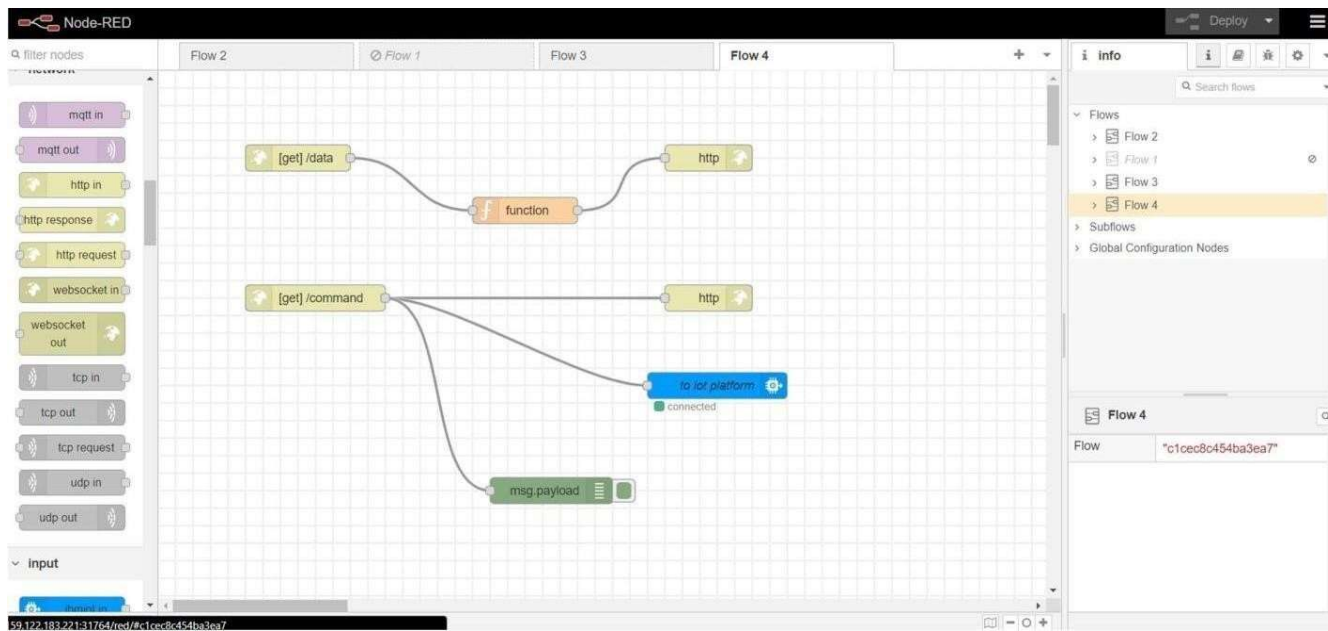 Node-RED
Deploy
filter nodes
Flow 2
Flow 1
Flow 3
Flow 4
info
i
Search flows
network
mqtt in
mqtt out
http in
http response
http request
websocket in
websocket
out
tcp in
tcp out
tcp request
udp in
udp out
input
ibmiot in
[get] /data
function
http
[get] /command
http
to iot platform
connected
msg.payload
Flows
Flow 2
Flow 1
Flow 3
Flow 4
Subflows
Global Configuration Nodes
Flow 4
Flow
"c1cec8c454ba3ea7"
59.122.183.221:31764/red/#c1cec8c454ba3ea7